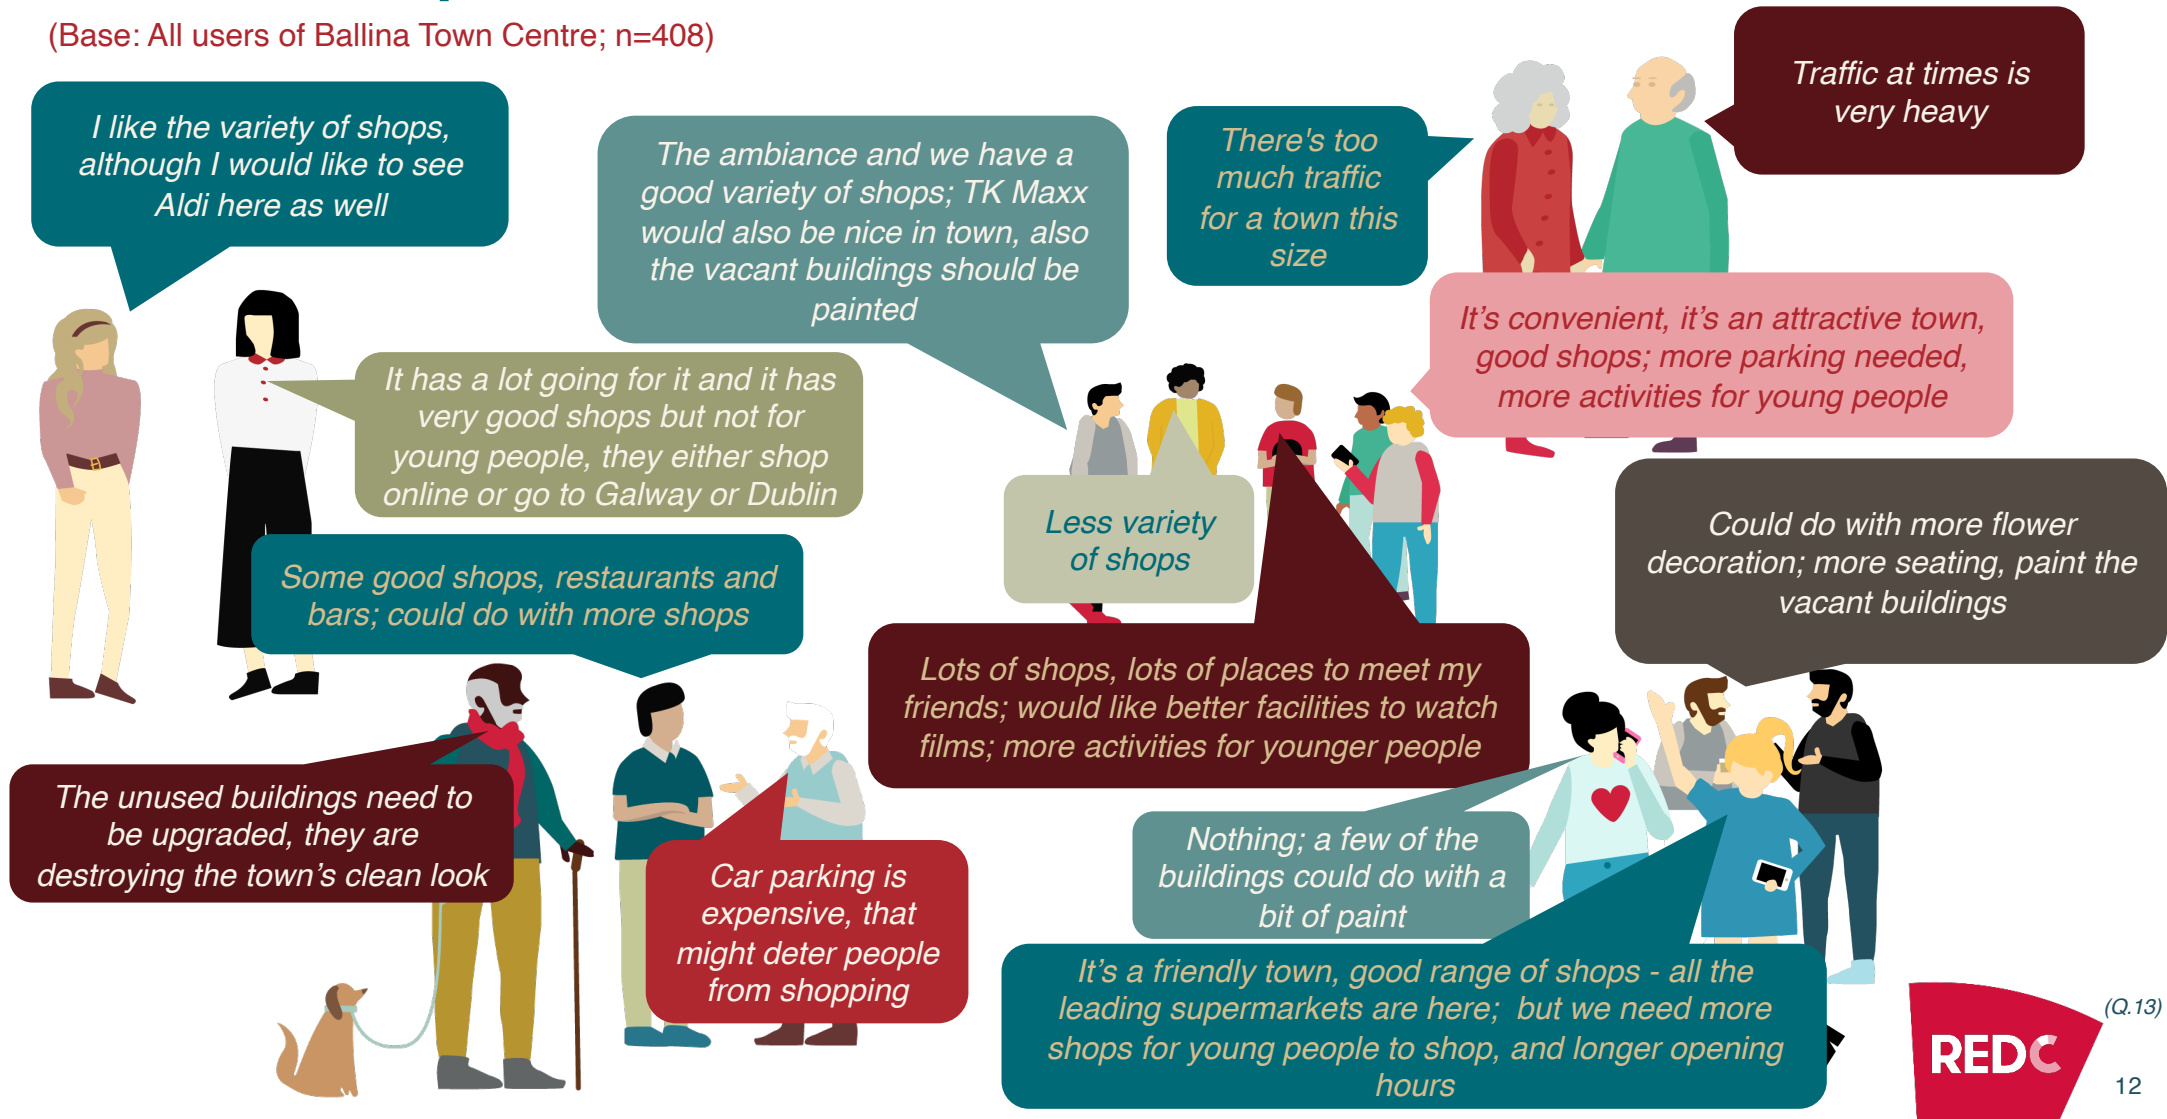 (Base: All users of Ballina Town Centre; n=408)
I like the variety of shops,
although I would like to see
Aldi here as well
The ambiance and we have a
good variety of shops; TK Maxx
would also be nice in town, also
the vacant buildings should be
painted
There's too
much traffic
for a town this
size
Traffic at times is
very heavy
It's convenient, it's an attractive town,
good shops; more parking needed,
more activities for young people
It has a lot going for it and it has
very good shops but not for
young people, they either shop
online or go to Galway or Dublin
Less variety
of shops
Could do with more flower
decoration; more seating, paint the
vacant buildings
Some good shops, restaurants and
bars; could do with more shops
Lots of shops, lots of places to meet my
friends; would like better facilities to watch
films; more activities for younger people
The unused buildings need to
be upgraded, they are
destroying the town's clean look
Car parking is
expensive, that
might deter people
from shopping
Nothing; a few of the
buildings could do with a
bit of paint
It's a friendly town, good range of shops - all the
leading supermarkets are here;  but we need more
shops for young people to shop, and longer opening
hours
(Q.13)
REDC
12